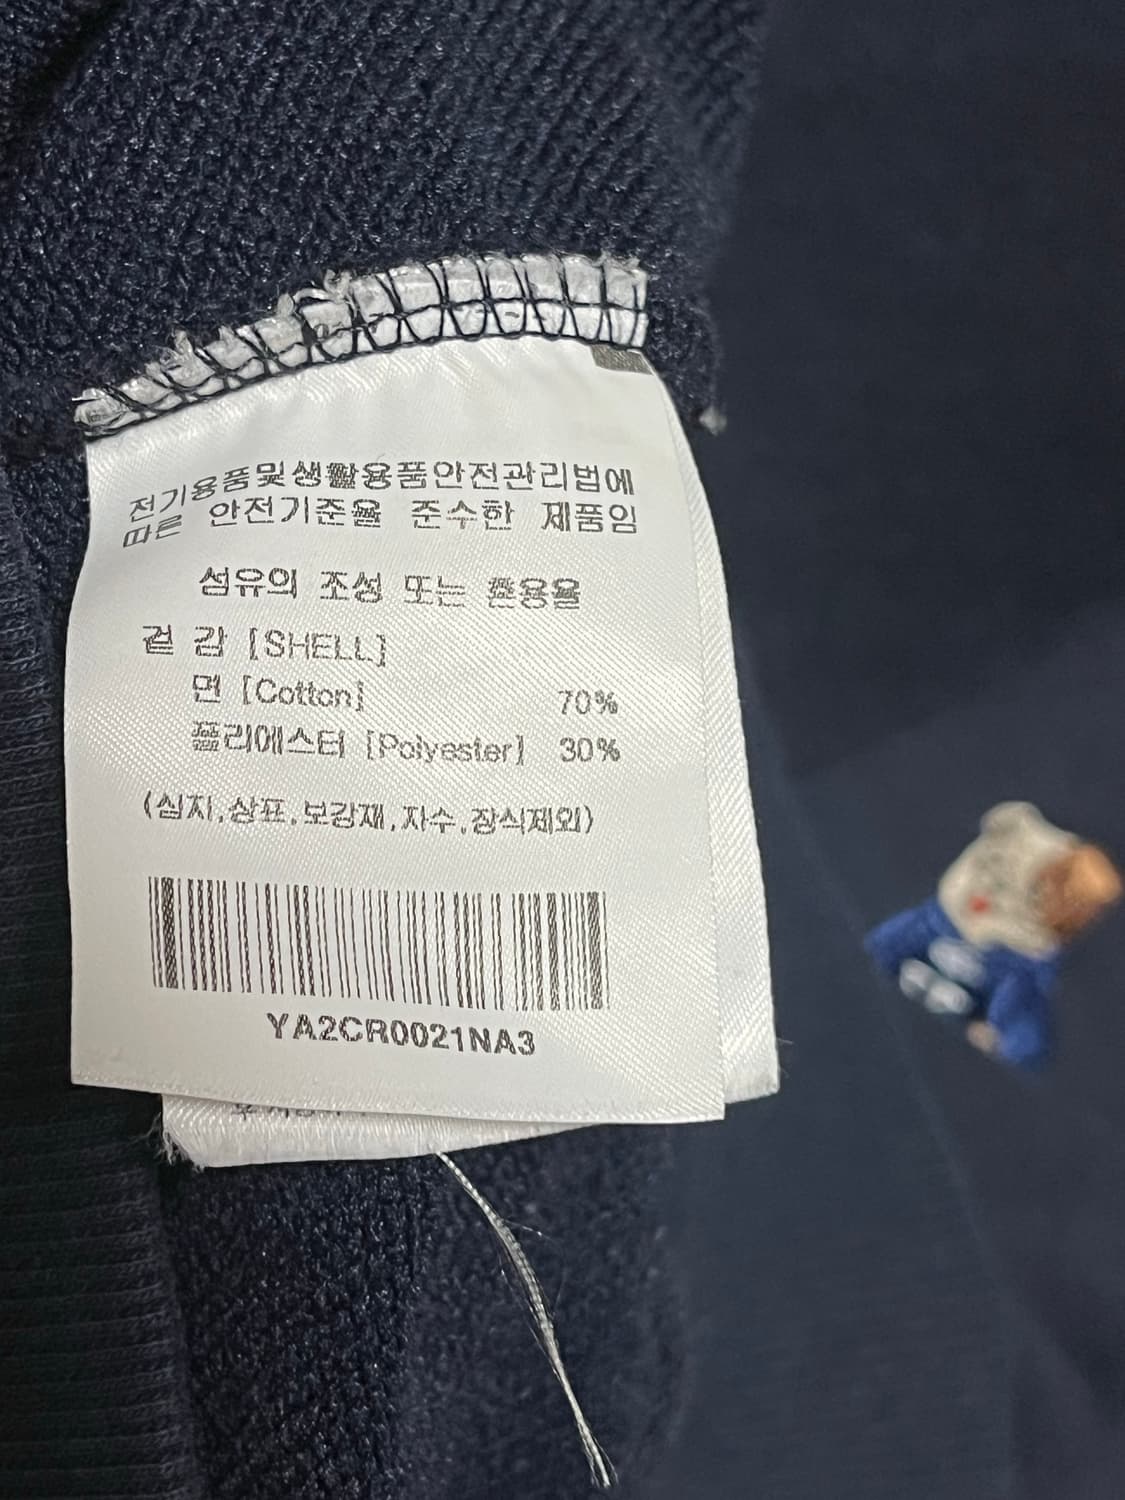 전기용품및생활용품안전관리법에
따른 안전기준을 준수한 제품임
섬유의 조성 또는 혼용율
겉 감 [SHELL]
면 [Cotton] 70%
폴리에스터 [Polyester] 30%
(심지,상표,보강재,자수,장식제외)
YA2CR0021NA3